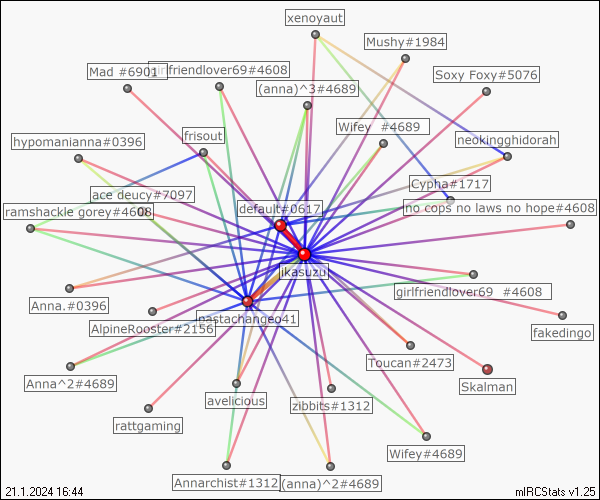 xenoyaut
Mushy#1984
Mad #6901
girlfriendlover69#4608
Soxy Foxy#5076
(anna)^3#4689
Wifey  #4689
hypomanianna#0396
frisout
neokingghidorah
Cypha#1717
ace deucy#7097
default#0617
no cops no laws no hope#4608
ramshackle gorey#4608
jkasuzu
Anna.#0396
girlfriendlover69  #4608
pastachangeo41
AlpineRooster#2156
fakedingo
Toucan#2473
Anna^2#4689
Skalman
avelicious
zibbits#1312
rattgaming
Wifey#4689
Annarchist#1312
(anna)^2#4689
21.1.2024 16:44
mIRCStats v1.25